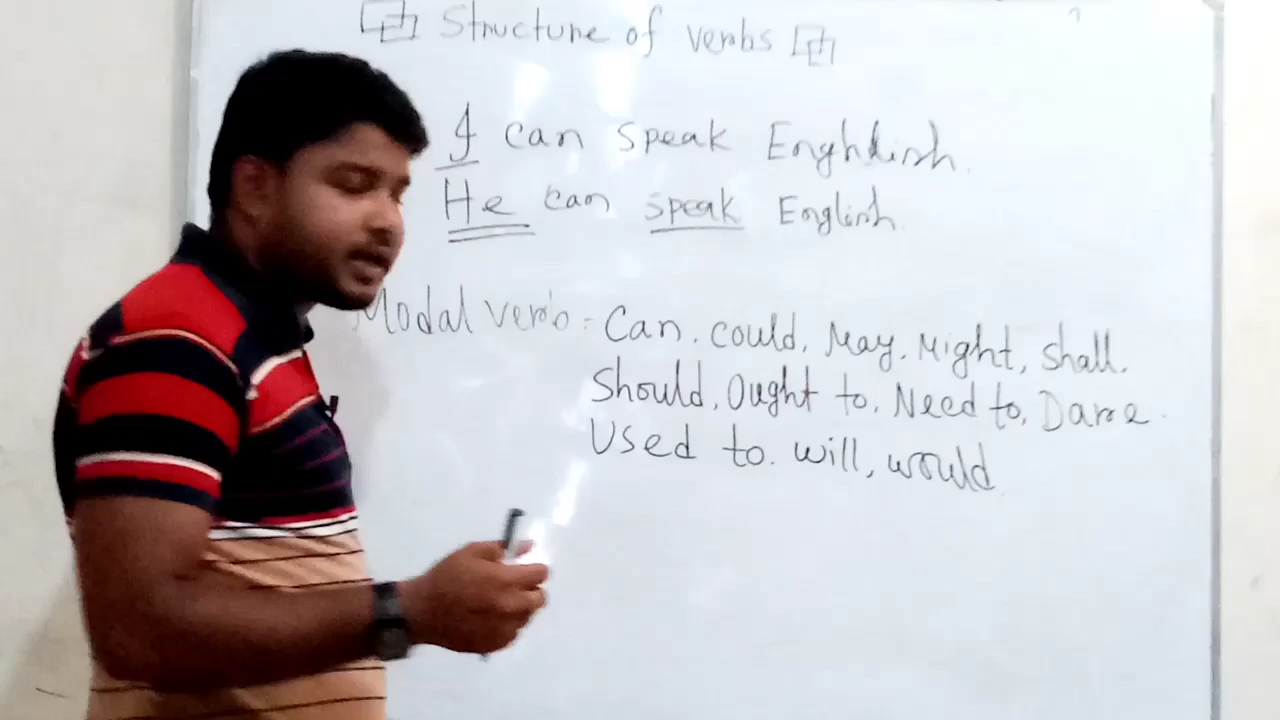 Structure of verbs
I can speak Enghlish.
He can speak English.
Modal verb:- Can, could, May, Might, shall.
Should, Ought to, Need to, Dare.
Used to. will, would.